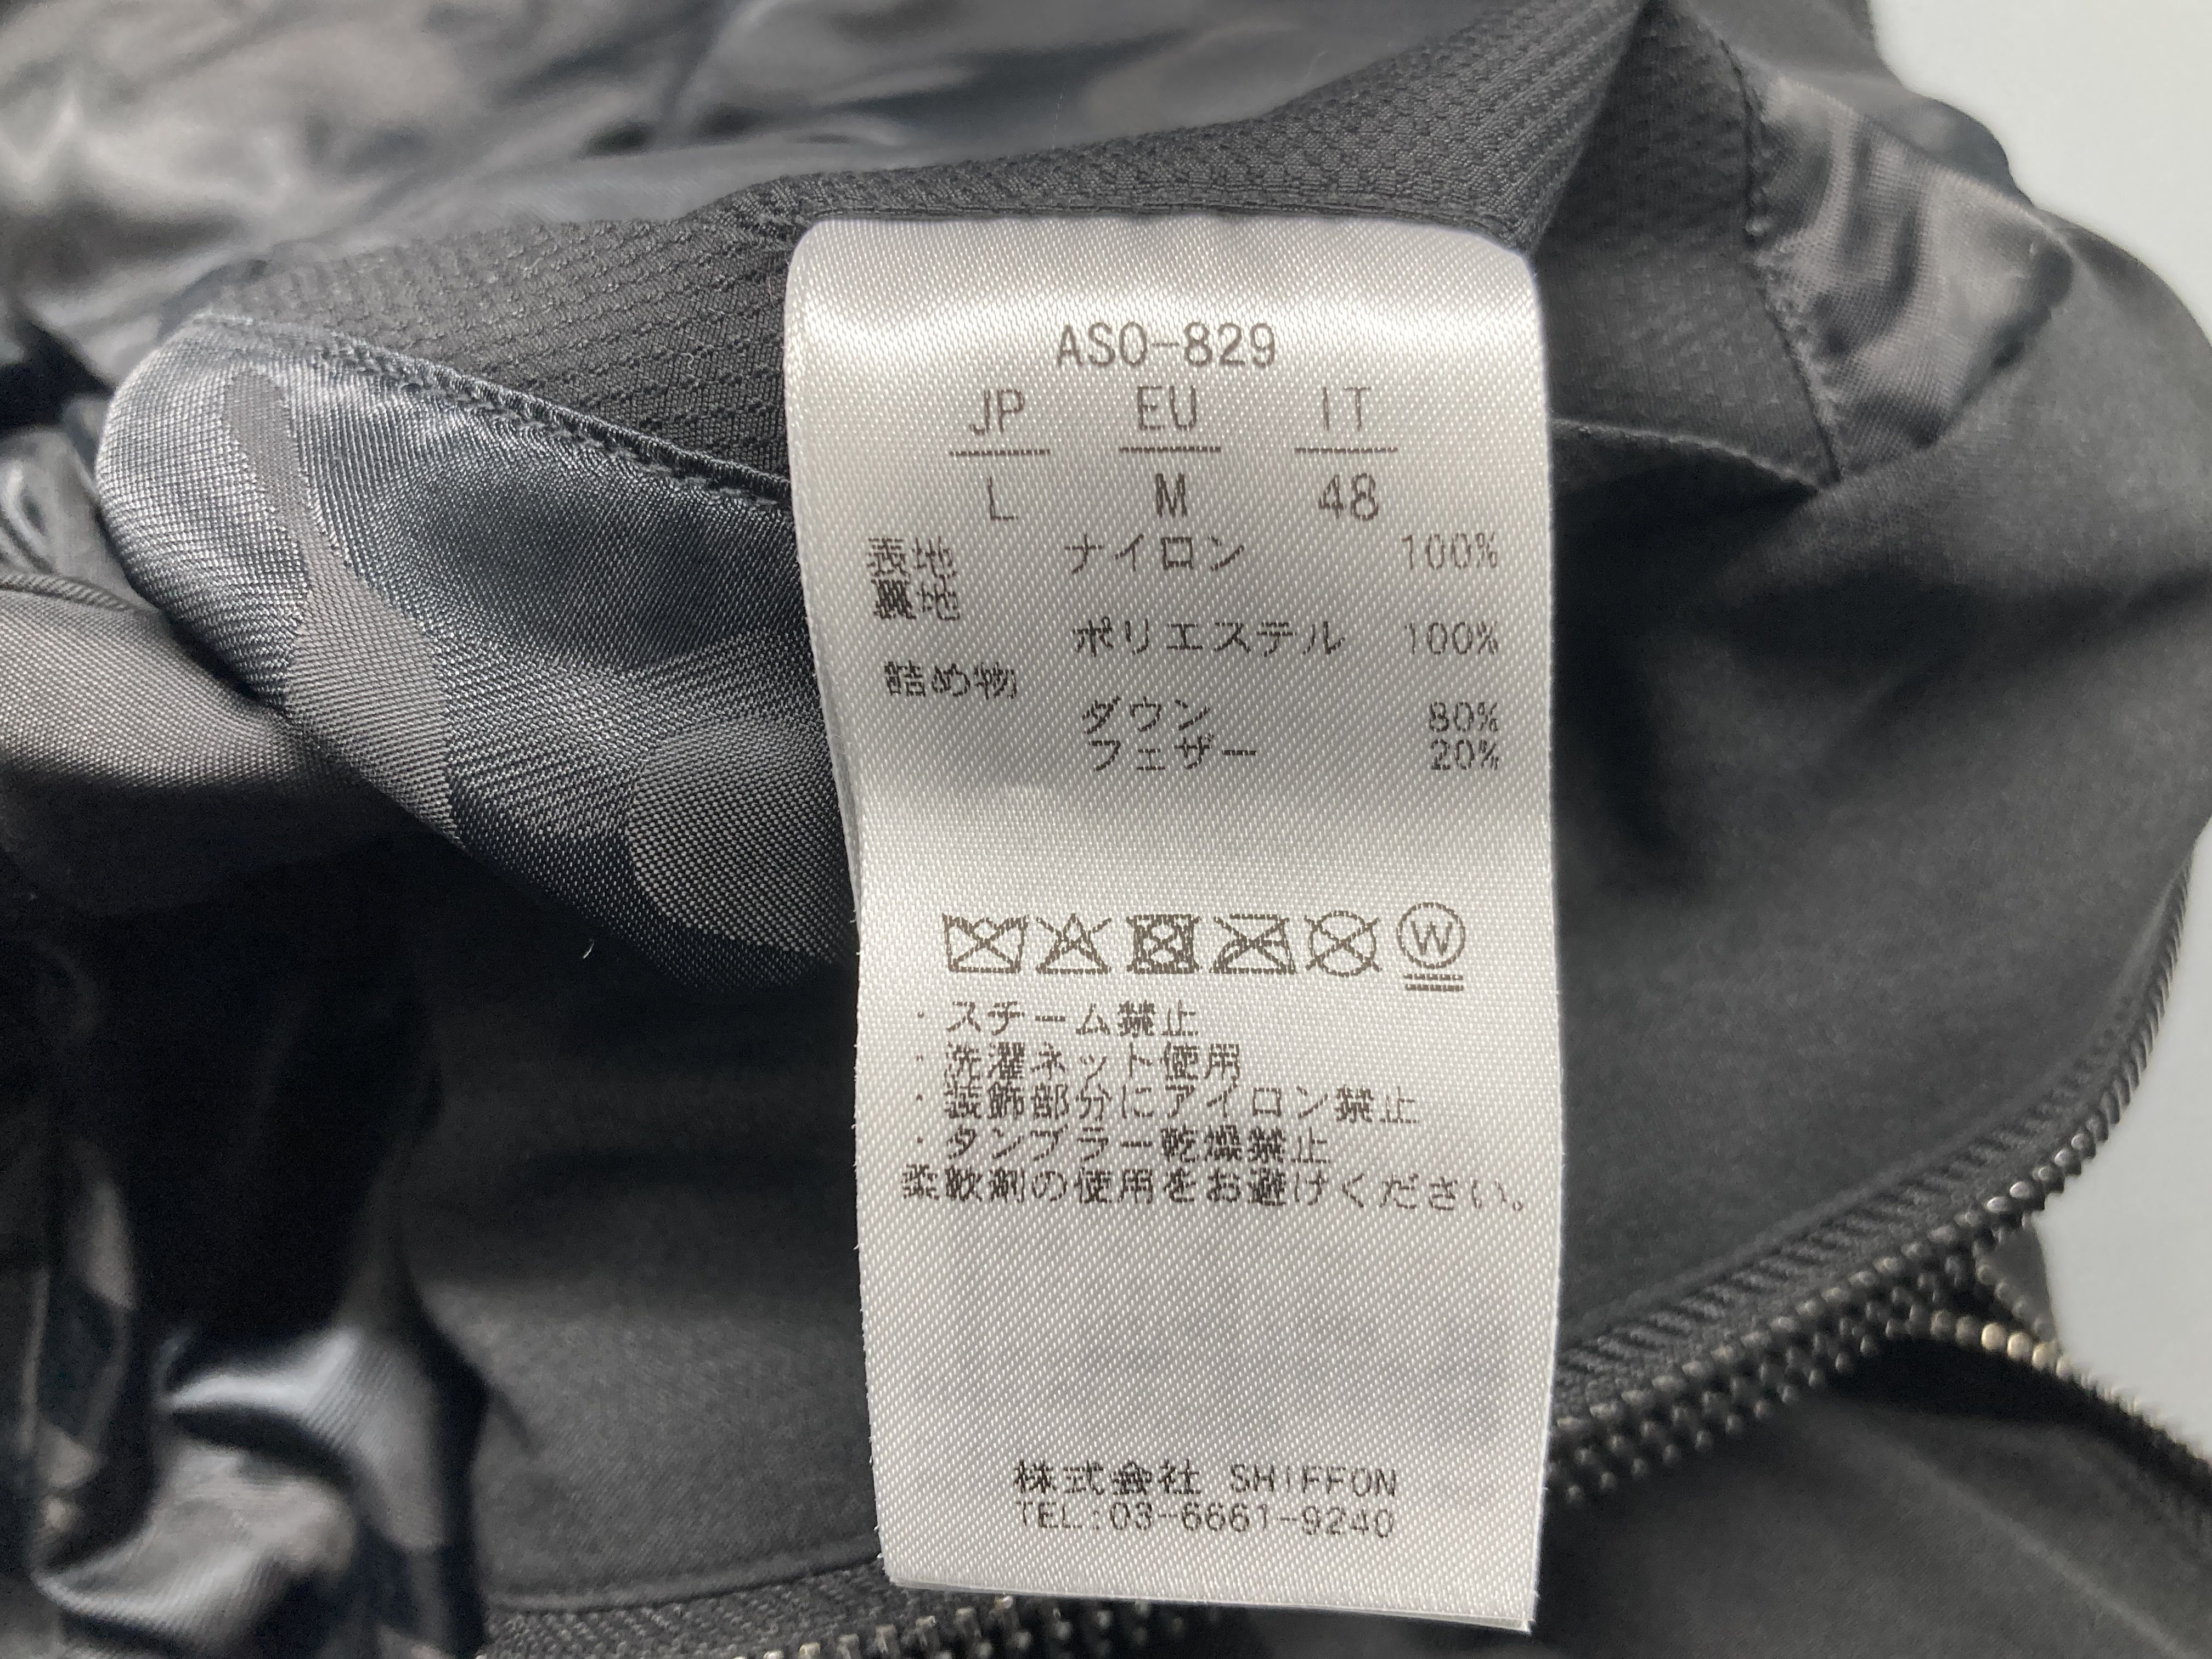 ASO-829
JP EU IT
L M 48
表地 ナイロン 100%
裏地
ポリエステル 100%
詰め物
ダウン 80%
フェザー 20%
W
・スチーム禁止
・洗濯ネット使用
・装飾部分にアイロン禁止
・タンブラー乾燥禁止
柔軟剤の使用をお避けください。
株式会社 SHIFFON
TEL:03-6661-9240